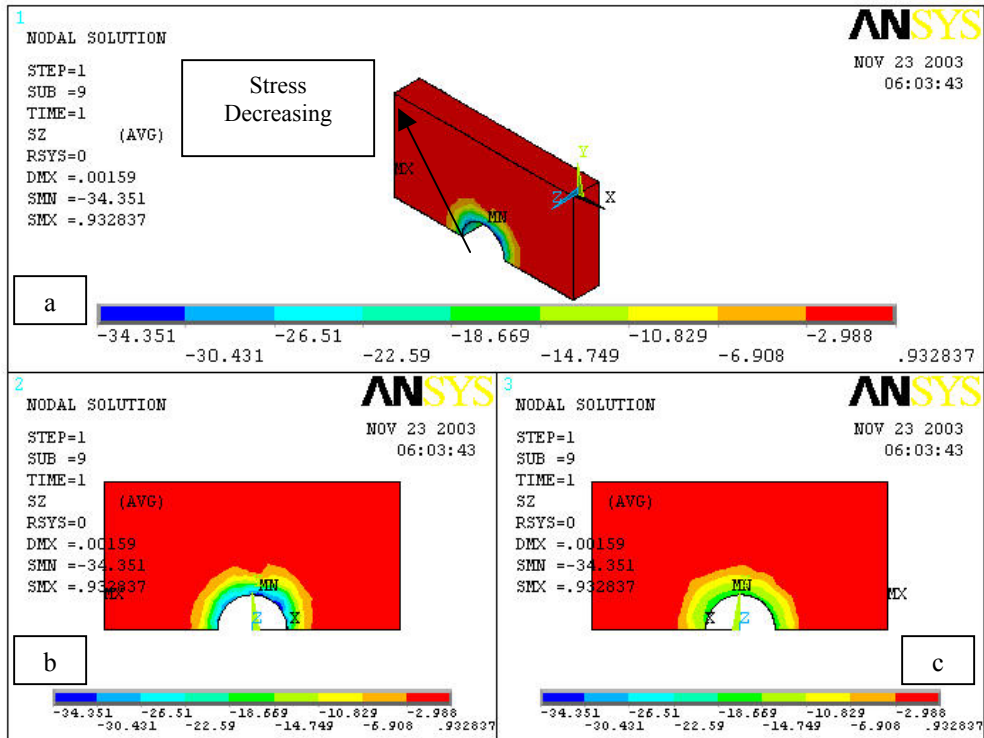 1
NODAL SOLUTION
STEP=1
SUB =9
TIME=1
SZ (AVG)
RSYS=0
DMX =.00159
SMN =-34.351
SMX =.932837
Stress
Decreasing
ANSYS
NOV 23 2003
06:03:43
MX
MN
Y
Z
X
a
-34.351 -26.51 -18.669 -10.829 -2.988
-30.431 -22.59 -14.749 -6.908 .932837
2
NODAL SOLUTION
STEP=1
SUB =9
TIME=1
SZ (AVG)
RSYS=0
DMX =.00159
SMN =-34.351
SMX =.932837
ANSYS
NOV 23 2003
06:03:43
MX
MN
Z
X
b
-34.351 -26.51 -18.669 -10.829 -2.988
-30.431 -22.59 -14.749 -6.908 .932837
3
NODAL SOLUTION
STEP=1
SUB =9
TIME=1
SZ (AVG)
RSYS=0
DMX =.00159
SMN =-34.351
SMX =.932837
ANSYS
NOV 23 2003
06:03:43
MN
MX
X
Z
c
-34.351 -26.51 -18.669 -10.829 -2.988
-30.431 -22.59 -14.749 -6.908 .932837